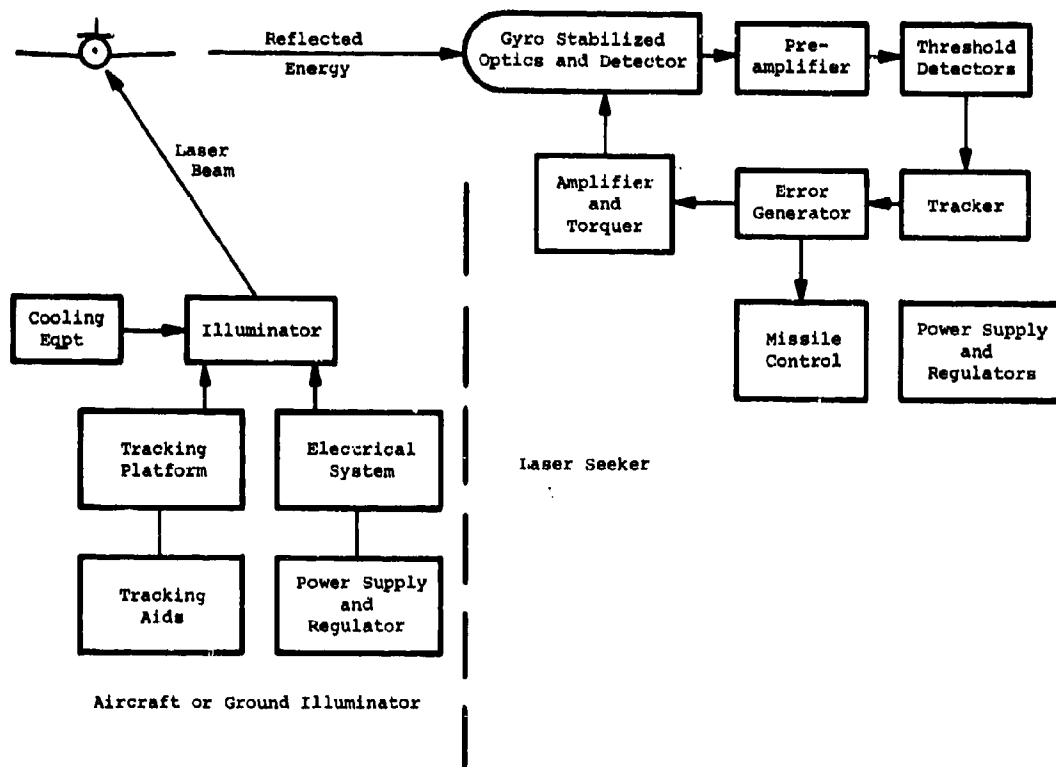 Reflected
Energy
Gyro Stabilized
Optics and Detector
Pre-
amplifier
Threshold
Detectors
Laser
Beam
Amplifier
and
Torquer
Error
Generator
Tracker
Cooling
Eqpt
Illuminator
Missile
Control
Power Supply
and
Regulators
Tracking
Platform
Electrical
System
Laser Seeker
Tracking
Aids
Power Supply
and
Regulator
Aircraft or Ground Illuminator